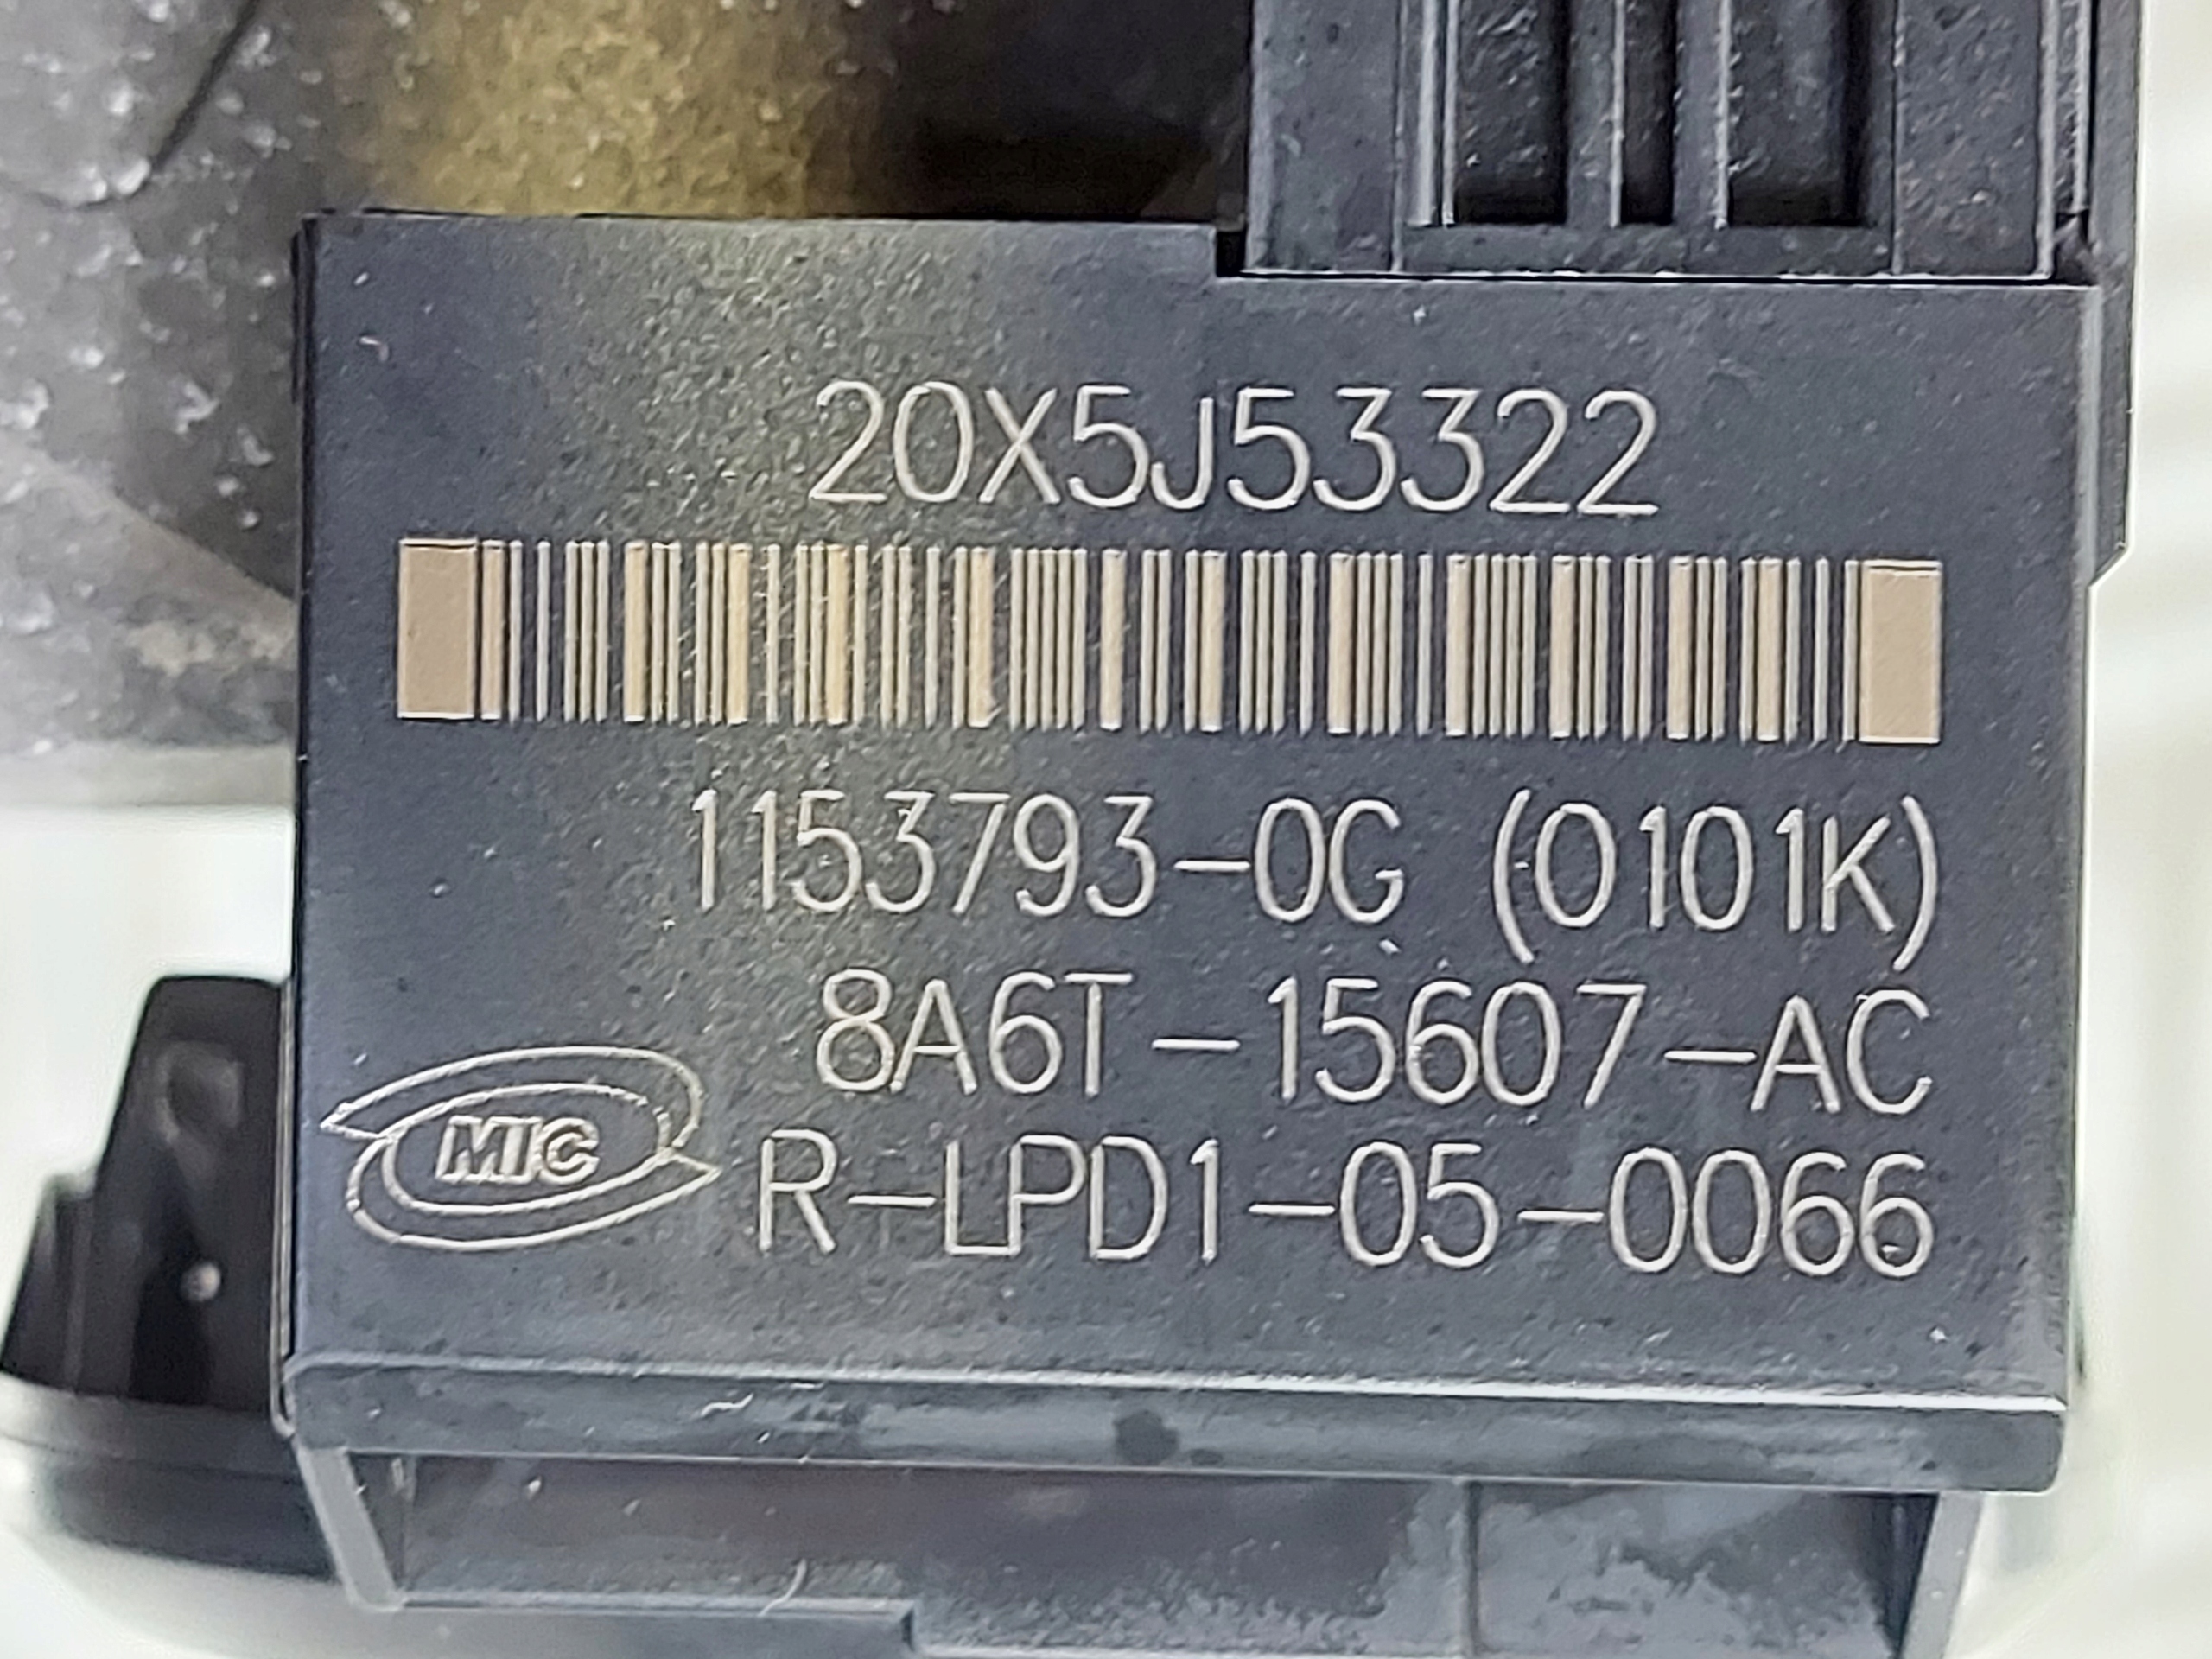 20X5J53322
1153793-0G (0101K)
8A6T-15607-AC
MIC R-LPD1-05-0066